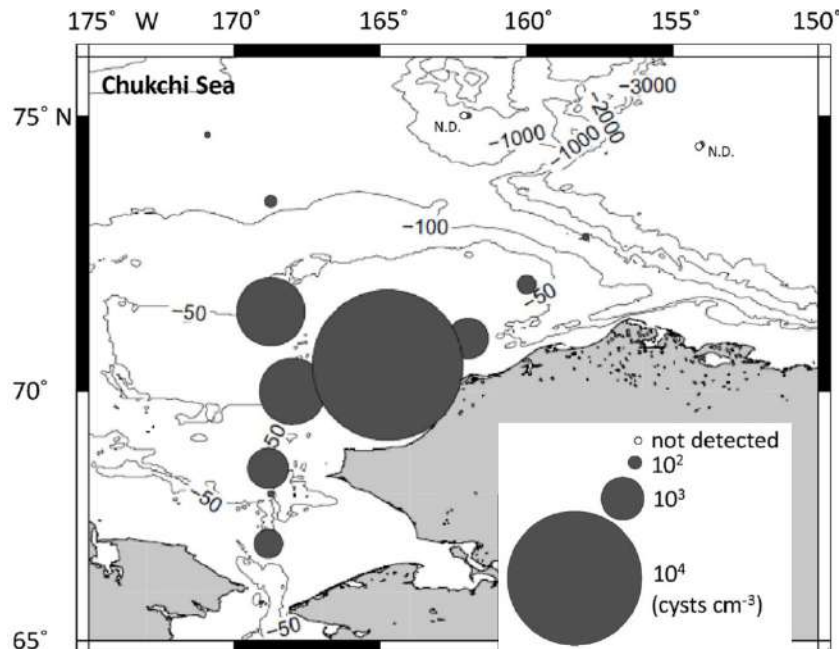 175° W 170° 165° 160° 155° 150°
Chukchi Sea
75° N
N.D.
−1000
−1000
−2000
−3000
N.D.
−100
−50
−50
70°
−50
−50
not detected
10²
10³
10⁴
(cysts cm⁻³)
−50
65°